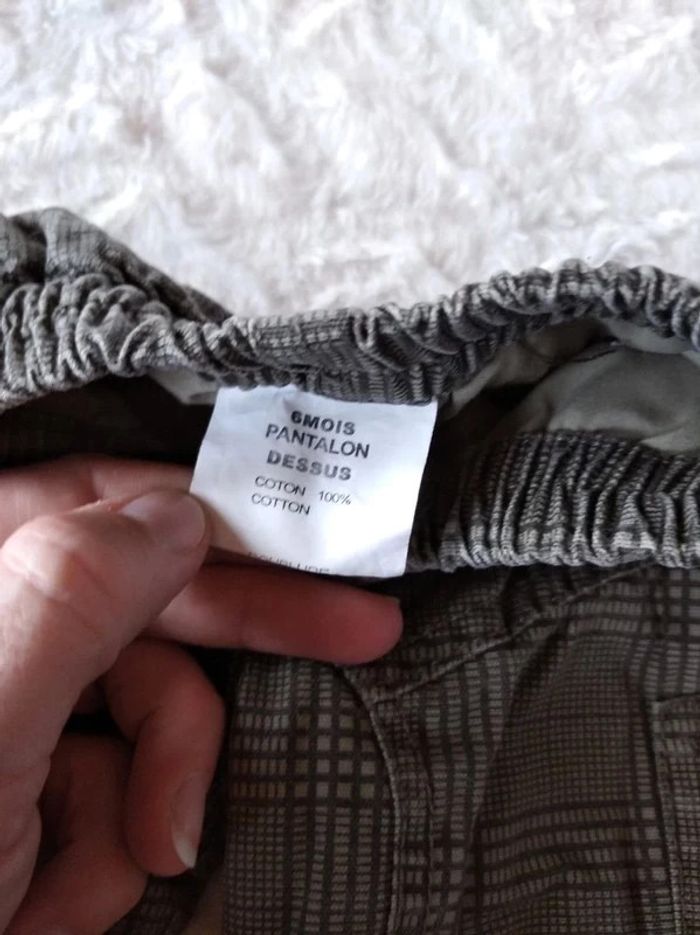 6MOIS
PANTALON
DESSUS
COTON 100%
COTTON